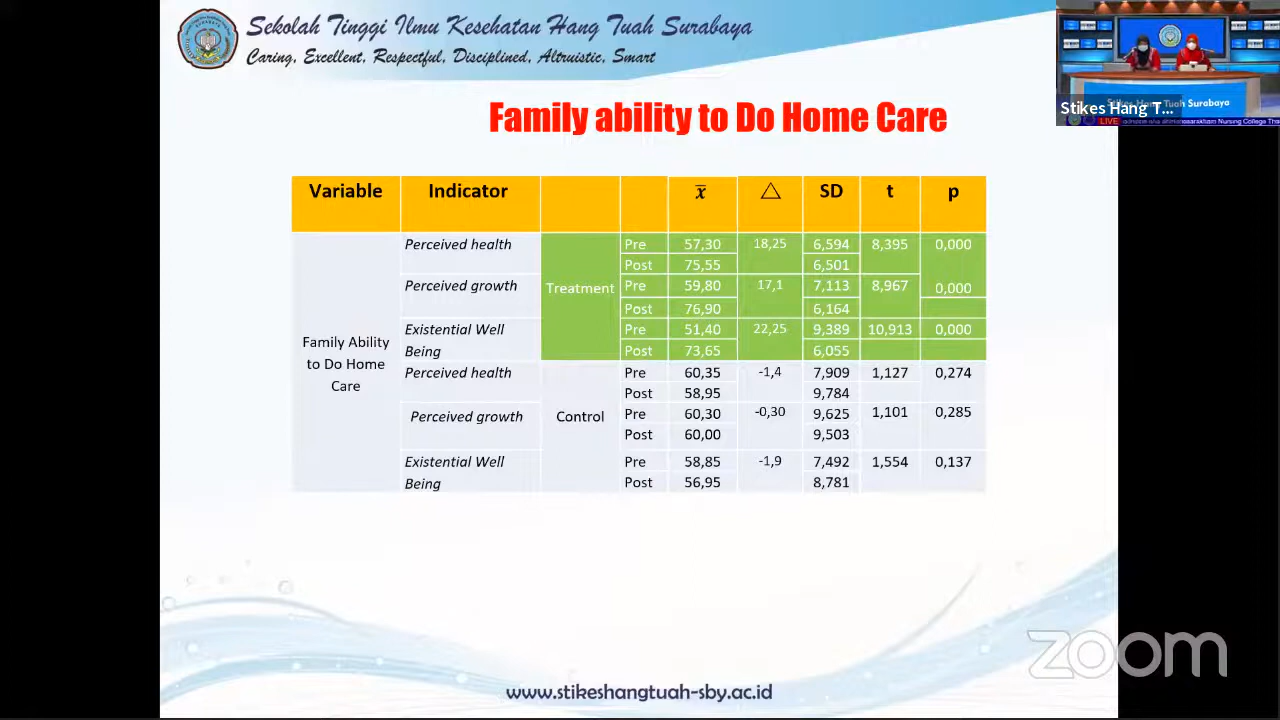 Sekolah Tinggi Ilmu Kesehatan Hang Tuah Surabaya
Caring, Excellent, Respectful, Disciplined, Altruistic, Smart
Stikes Hang Tuah Surabaya
Stikes Hang T...
LIVE
Nursing College
Family ability to Do Home Care
Variable Indicator x̄ △ SD t p
Family Ability
to Do Home
Care
Perceived health Treatment Pre 57,30 18,25 6,594 8,395 0,000
Post 75,55 6,501
Perceived growth Pre 59,80 17,1 7,113 8,967 0,000
Post 76,90 6,164
Existential Well Pre 51,40 22,25 9,389 10,913 0,000
Being Post 73,65 6,055
Perceived health Control Pre 60,35 -1,4 7,909 1,127 0,274
Post 58,95 9,784
Perceived growth Pre 60,30 -0,30 9,625 1,101 0,285
Post 60,00 9,503
Existential Well Pre 58,85 -1,9 7,492 1,554 0,137
Being Post 56,95 8,781
zoom
www.stikeshangtuah-sby.ac.id